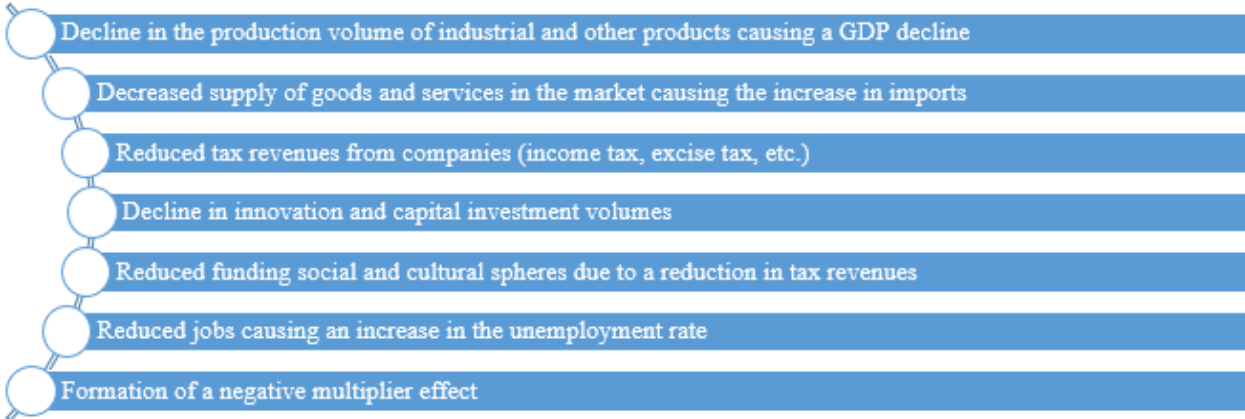 Decline in the production volume of industrial and other products causing a GDP decline
Decreased supply of goods and services in the market causing the increase in imports
Reduced tax revenues from companies (income tax, excise tax, etc.)
Decline in innovation and capital investment volumes
Reduced funding social and cultural spheres due to a reduction in tax revenues
Reduced jobs causing an increase in the unemployment rate
Formation of a negative multiplier effect